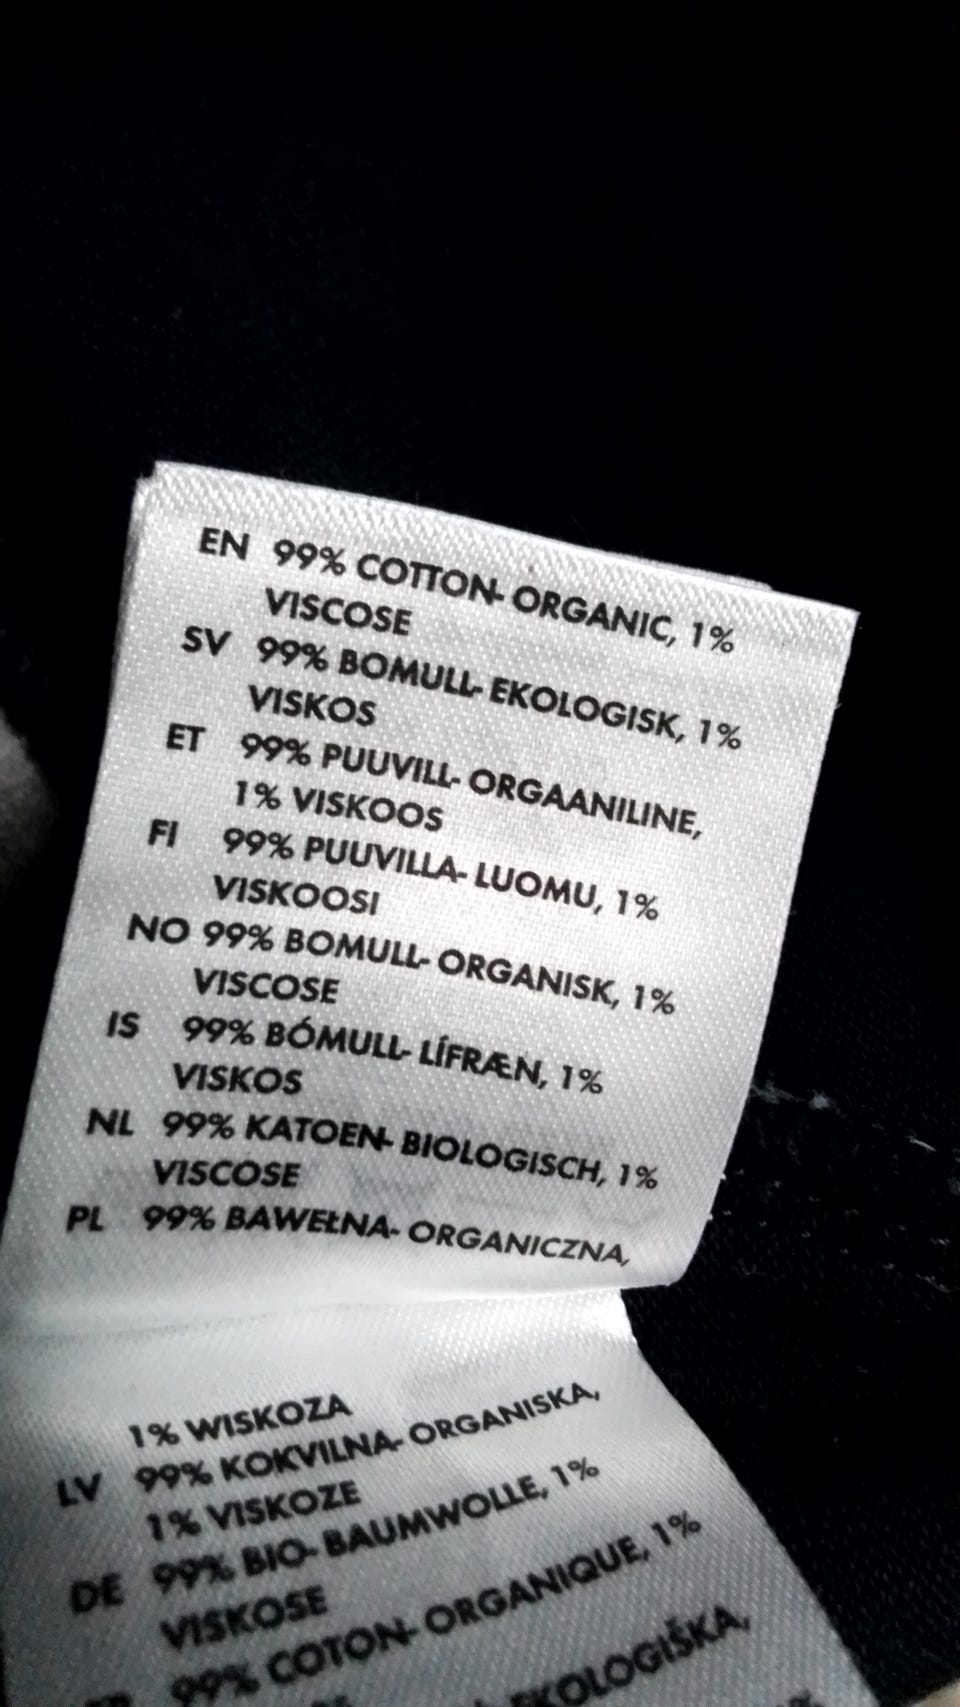 EN 99% COTTON- ORGANIC, 1%
VISCOSE
SV 99% BOMULL- EKOLOGISK, 1%
VISKOS
ET 99% PUUVILL- ORGAANILINE,
1% VISKOOS
FI 99% PUUVILLA- LUOMU, 1%
VISKOOSI
NO 99% BOMULL- ORGANISK, 1%
VISCOSE
IS 99% BÓMULL- LÍFRÆN, 1%
VISKOS
NL 99% KATOEN- BIOLOGISCH, 1%
VISCOSE
PL 99% BAWEŁNA- ORGANICZNA,
1% WISKOZA
LV 99% KOKVILNA- ORGANISKA,
1% VISKOZE
DE 99% BIO- BAUMWOLLE, 1%
VISKOSE
99% COTON- ORGANIQUE, 1%
EKOLOGIŠKA,